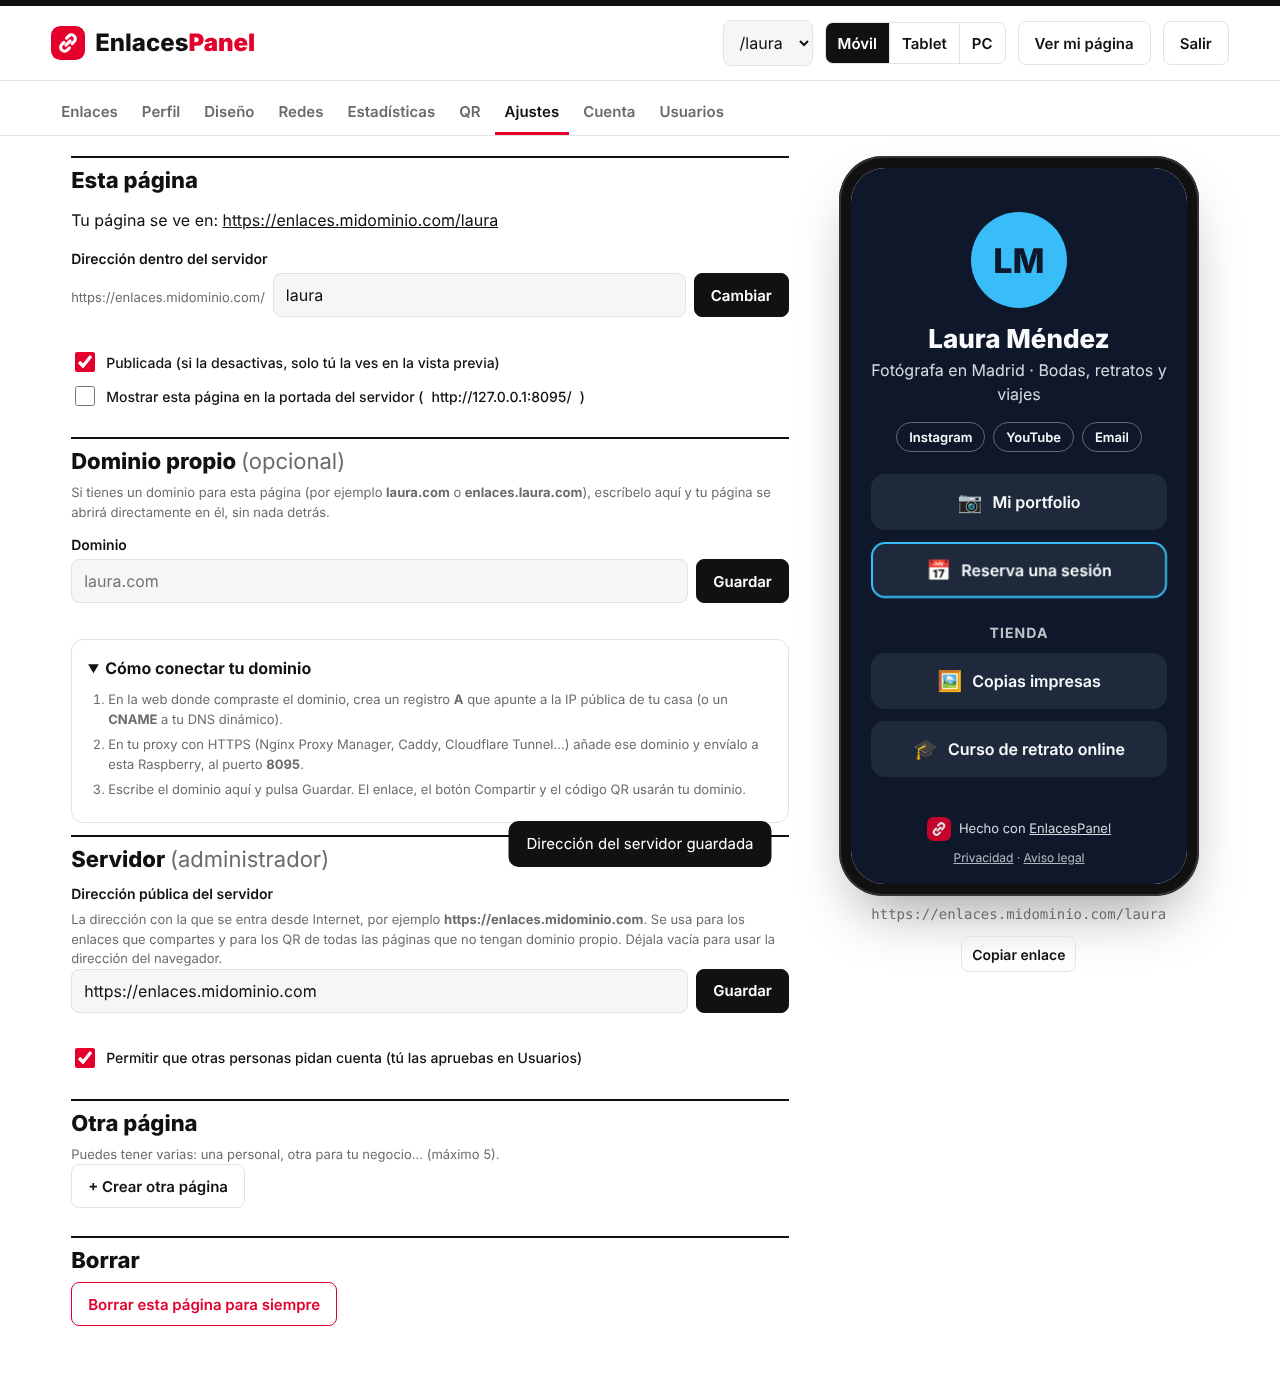 EnlacesPanel
/laura
Móvil
Tablet
PC
Ver mi página
Salir
Enlaces
Perfil
Diseño
Redes
Estadísticas
QR
Ajustes
Cuenta
Usuarios
Esta página
Tu página se ve en: https://enlaces.midominio.com/laura
Dirección dentro del servidor
https://enlaces.midominio.com/
laura
Cambiar
Publicada (si la desactivas, solo tú la ves en la vista previa)
Mostrar esta página en la portada del servidor ( http://127.0.0.1:8095/ )
Dominio propio (opcional)
Si tienes un dominio para esta página (por ejemplo laura.com o enlaces.laura.com), escríbelo aquí y tu página se
abrirá directamente en él, sin nada detrás.
Dominio
laura.com
Guardar
▼ Cómo conectar tu dominio
1. En la web donde compraste el dominio, crea un registro A que apunte a la IP pública de tu casa (o un
CNAME a tu DNS dinámico).
2. En tu proxy con HTTPS (Nginx Proxy Manager, Caddy, Cloudflare Tunnel...) añade ese dominio y envíalo a
esta Raspberry, al puerto 8095.
3. Escribe el dominio aquí y pulsa Guardar. El enlace, el botón Compartir y el código QR usarán tu dominio.
Dirección del servidor guardada
Servidor (administrador)
Dirección pública del servidor
La dirección con la que se entra desde Internet, por ejemplo https://enlaces.midominio.com. Se usa para los
enlaces que compartes y para los QR de todas las páginas que no tengan dominio propio. Déjala vacía para usar la
dirección del navegador.
https://enlaces.midominio.com
Guardar
Permitir que otras personas pidan cuenta (tú las apruebas en Usuarios)
Otra página
Puedes tener varias: una personal, otra para tu negocio... (máximo 5).
+ Crear otra página
Borrar
Borrar esta página para siempre
LM
Laura Méndez
Fotógrafa en Madrid · Bodas, retratos y
viajes
Instagram
YouTube
Email
Mi portfolio
Reserva una sesión
TIENDA
Copias impresas
Curso de retrato online
Hecho con EnlacesPanel
Privacidad · Aviso legal
https://enlaces.midominio.com/laura
Copiar enlace